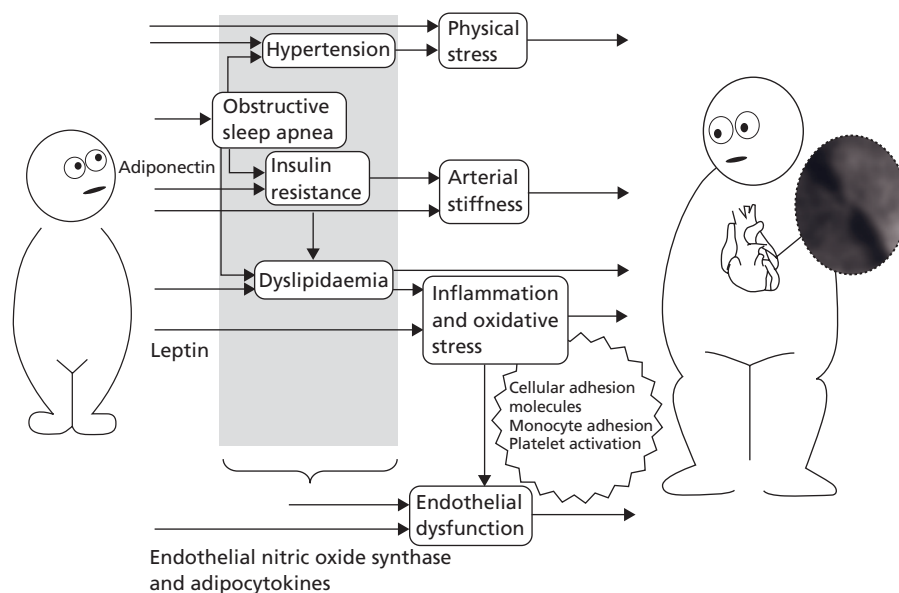 Physical
stress
Hypertension
Obstructive
sleep apnea
Adiponectin
Insulin
resistance
Arterial
stiffness
Dyslipidaemia
Inflammation
and oxidative
stress
Leptin
Cellular adhesion
molecules
Monocyte adhesion
Platelet activation
Endothelial
dysfunction
Endothelial nitric oxide synthase
and adipocytokines